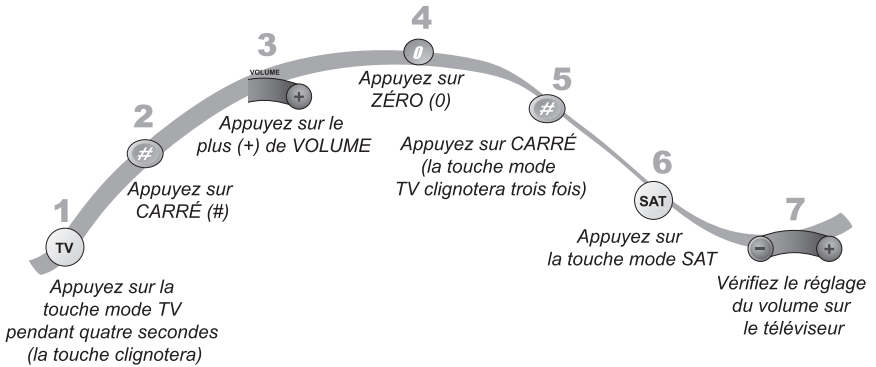 1
TV
Appuyez sur la
touche mode TV
pendant quatre secondes
(la touche clignotera)
2
#
Appuyez sur
CARRÉ (#)
3
VOLUME
+
Appuyez sur le
plus (+) de VOLUME
4
0
Appuyez sur
ZÉRO (0)
5
#
Appuyez sur CARRÉ
(la touche mode
TV clignotera trois fois)
6
SAT
Appuyez sur
la touche mode SAT
7
– +
Vérifiez le réglage
du volume sur
le téléviseur